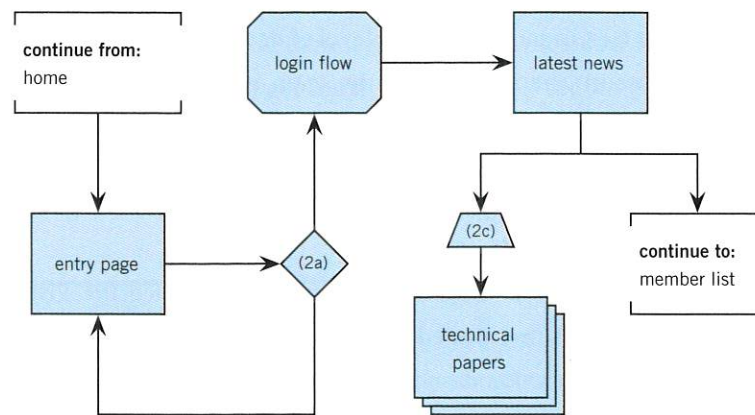 continue from:
home
login flow
latest news
entry page
(2a)
(2c)
continue to:
member list
technical
papers